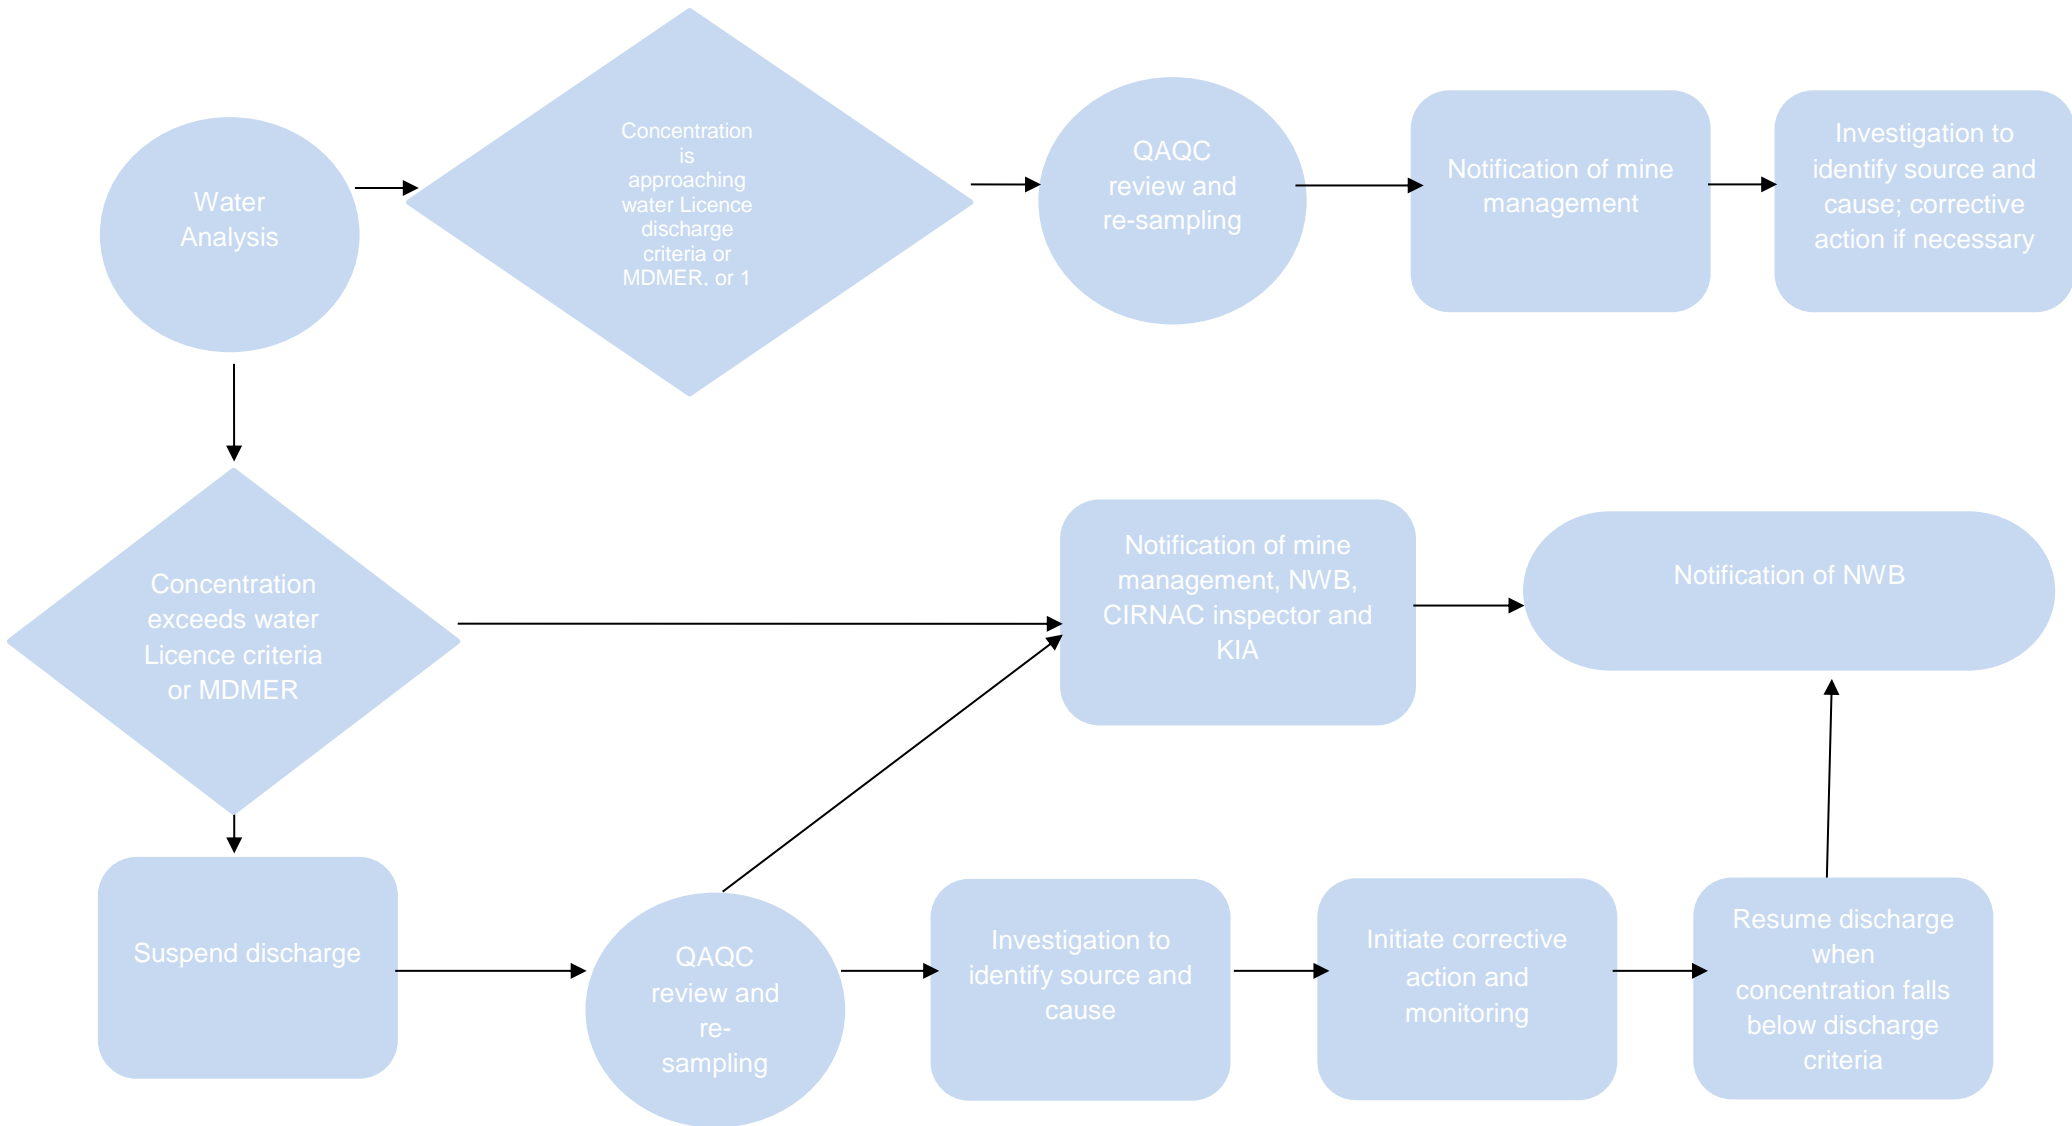 Water
Analysis
Concentration
is
approaching
water Licence
discharge
criteria or
MDMER. or 1
QAQC
review and
re-sampling
Notification of mine
management
Investigation to
identify source and
cause; corrective
action if necessary
Concentration
exceeds water
Licence criteria
or MDMER
Notification of mine
management, NWB,
CIRNAC inspector and
KIA
Notification of NWB
Suspend discharge
QAQC
review and
re-
sampling
Investigation to
identify source and
cause
Initiate corrective
action and
monitoring
Resume discharge
when
concentration falls
below discharge
criteria